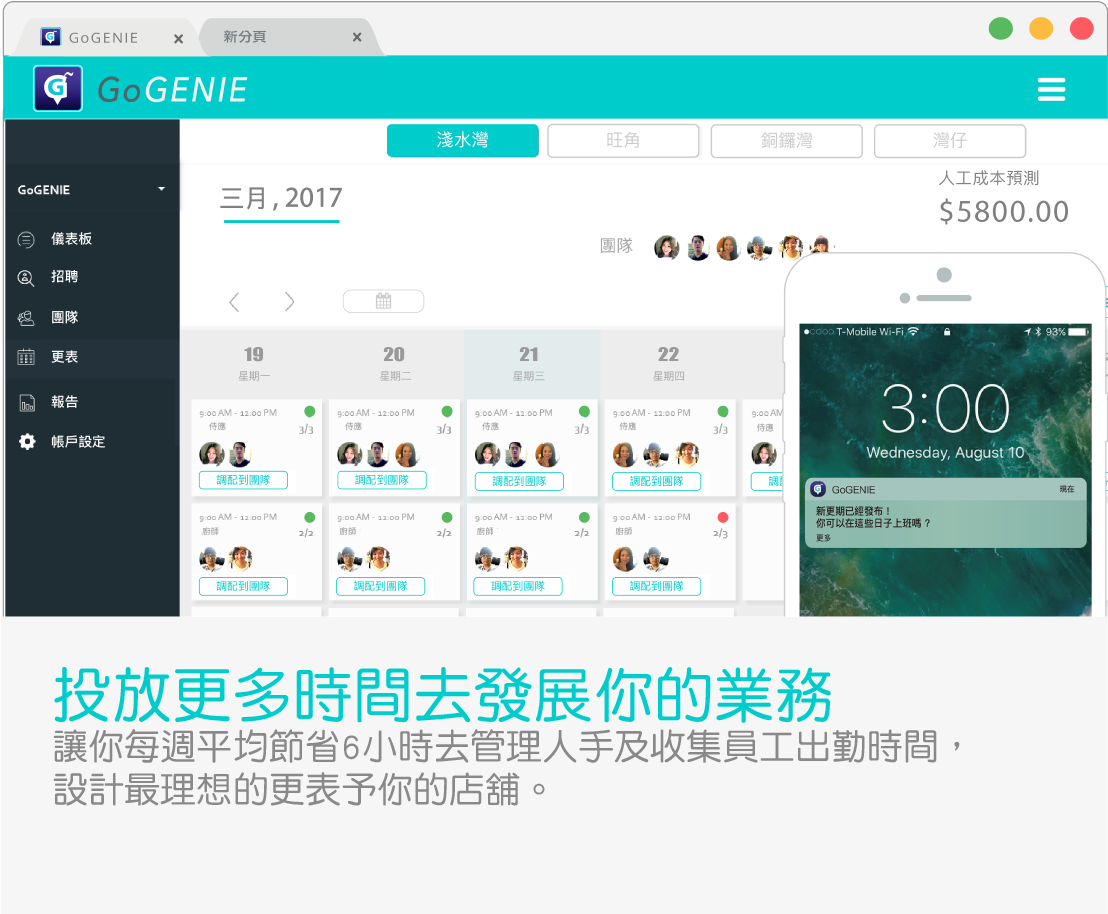 GoGENIE
新分頁
GoGENIE
淺水灣 旺角 銅鑼灣 灣仔
GoGENIE
儀表板
招聘
團隊
更表
報告
帳戶設定
三月, 2017
人工成本預測
$5800.00
團隊
19 20 21 22
星期一 星期二 星期三 星期四
9:00 AM - 12:00 PM 9:00 AM - 12:00 PM 9:00 AM - 12:00 PM 9:00 AM - 12:00 PM 9:00 AM
侍應 侍應 侍應 侍應 侍應
3/3 3/3 3/3 3/3
調配到團隊 調配到團隊 調配到團隊 調配到團隊 調
9:00 AM - 12:00 PM 9:00 AM - 12:00 PM 9:00 AM - 12:00 PM 9:00 AM - 12:00 PM
廚師 廚師 廚師 廚師
2/2 2/2 2/2 2/3
調配到團隊 調配到團隊 調配到團隊 調配到團隊
T-Mobile Wi-Fi 93%
3:00
Wednesday, August 10
GoGENIE 現在
新更期已經發布！
你可以在這些日子上班嗎？
更多
投放更多時間去發展你的業務
讓你每週平均節省6小時去管理人手及收集員工出勤時間，
設計最理想的更表予你的店舖。